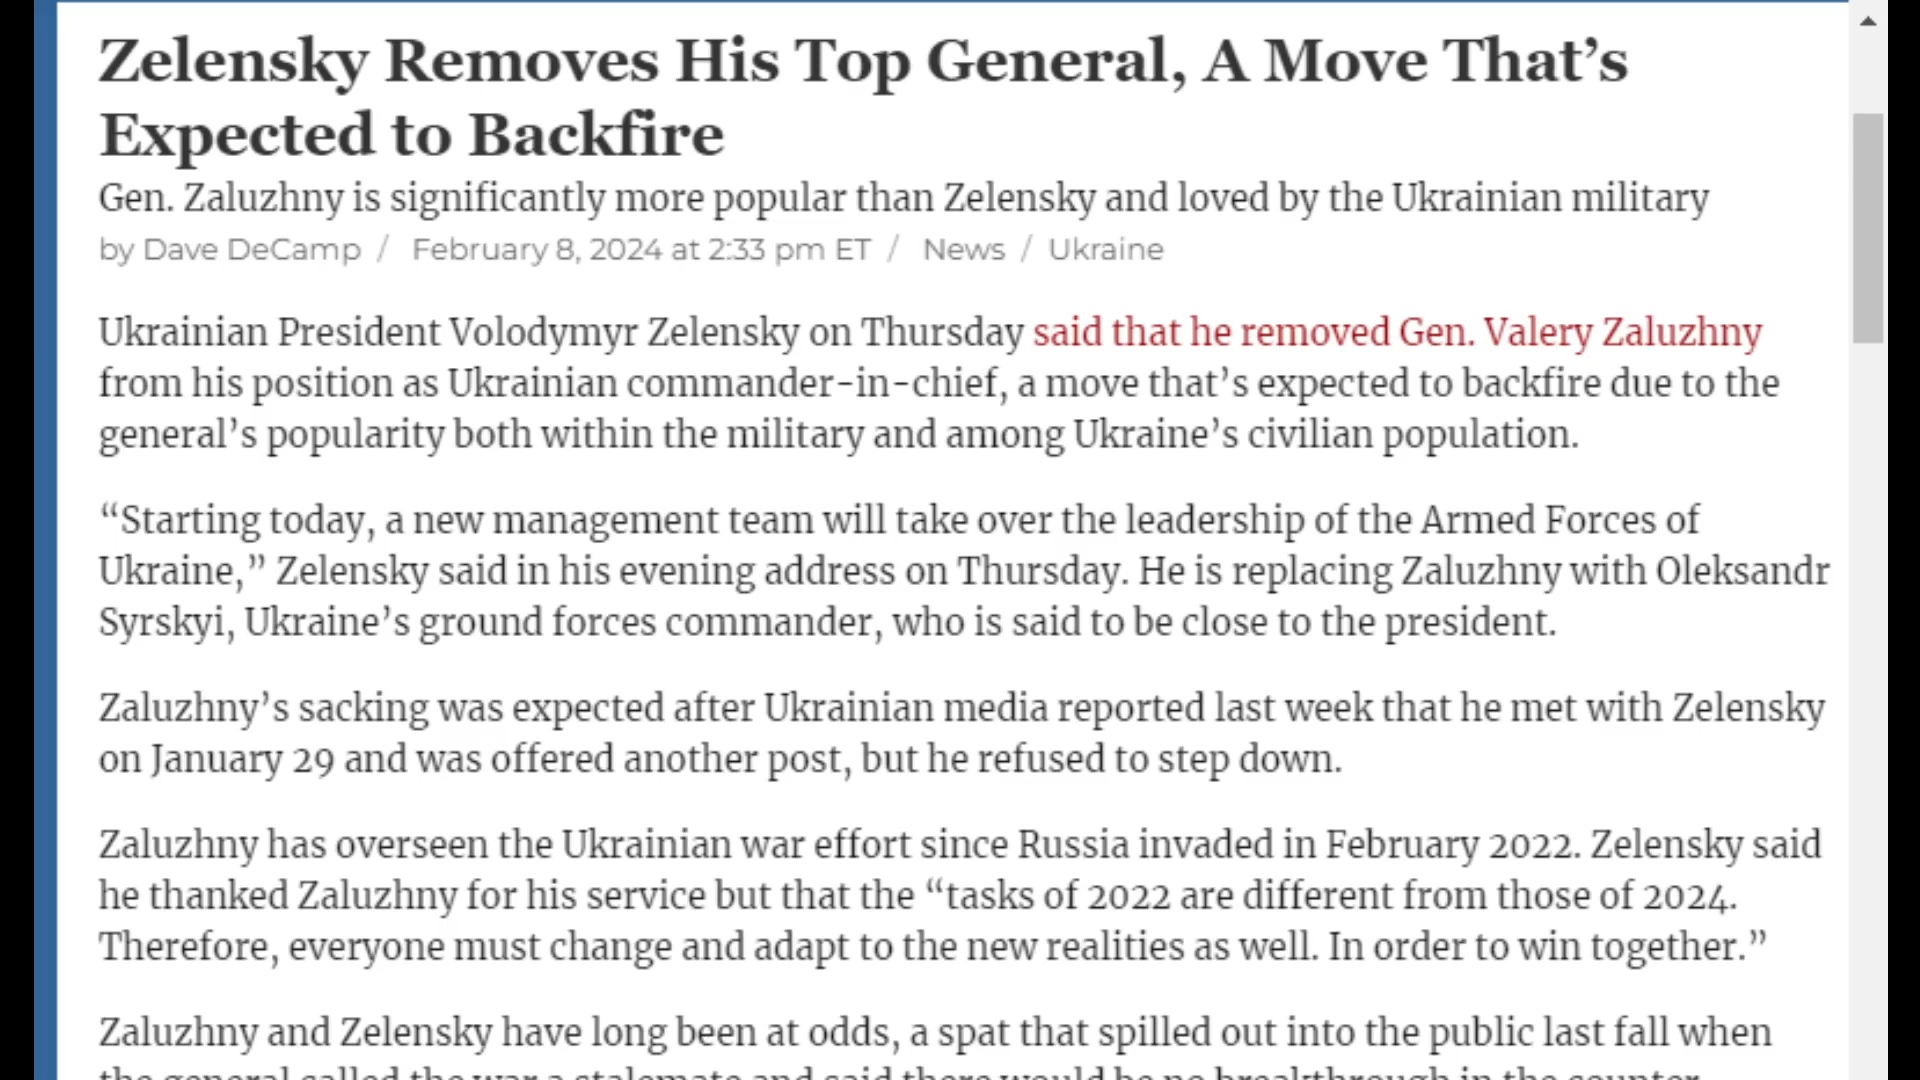 Zelensky Removes His Top General, A Move That’s
Expected to Backfire
Gen. Zaluzhny is significantly more popular than Zelensky and loved by the Ukrainian military
by Dave DeCamp / February 8, 2024 at 2:33 pm ET / News / Ukraine
Ukrainian President Volodymyr Zelensky on Thursday said that he removed Gen. Valery Zaluzhny
from his position as Ukrainian commander-in-chief, a move that’s expected to backfire due to the
general’s popularity both within the military and among Ukraine’s civilian population.
“Starting today, a new management team will take over the leadership of the Armed Forces of
Ukraine,” Zelensky said in his evening address on Thursday. He is replacing Zaluzhny with Oleksandr
Syrskyi, Ukraine’s ground forces commander, who is said to be close to the president.
Zaluzhny’s sacking was expected after Ukrainian media reported last week that he met with Zelensky
on January 29 and was offered another post, but he refused to step down.
Zaluzhny has overseen the Ukrainian war effort since Russia invaded in February 2022. Zelensky said
he thanked Zaluzhny for his service but that the “tasks of 2022 are different from those of 2024.
Therefore, everyone must change and adapt to the new realities as well. In order to win together.”
Zaluzhny and Zelensky have long been at odds, a spat that spilled out into the public last fall when
the general called the war a stalemate and said there would be no breakthrough in the counter